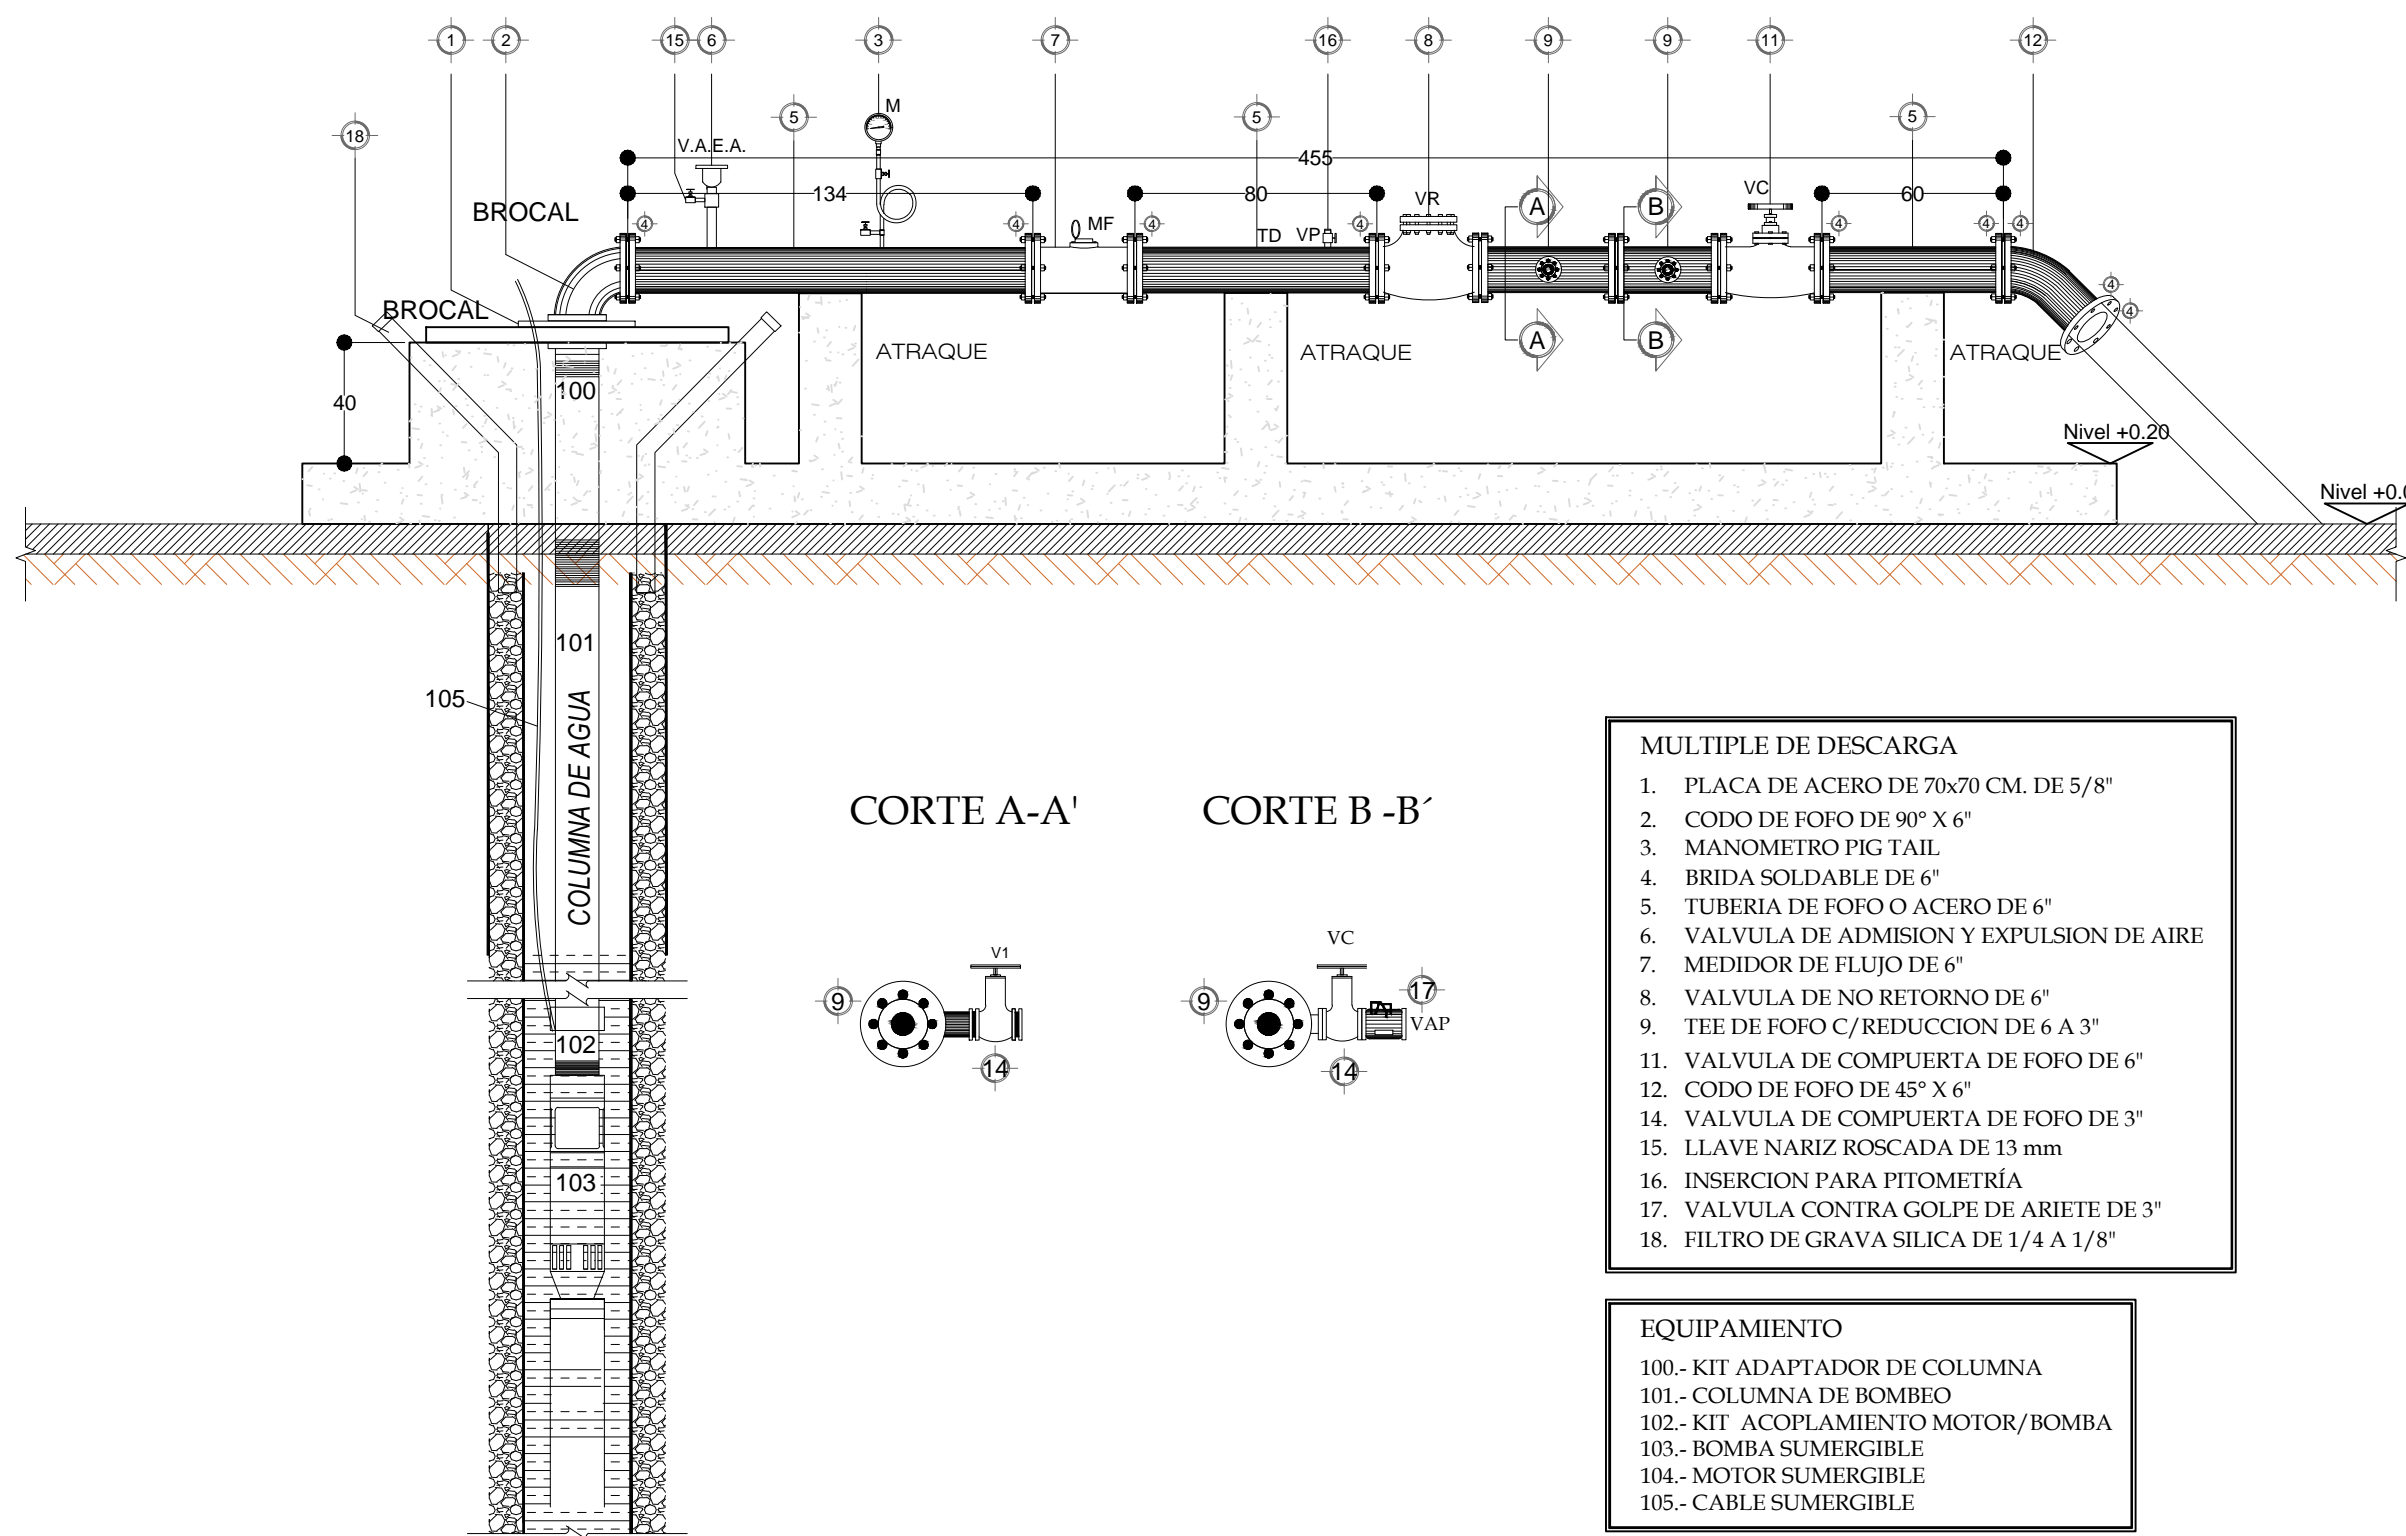 1 2 15 6 3 7 16 8 9 9 11 12
18 5 5 5
M
V.A.E.A.
455
134 80 60
BROCAL
VR
VC
A B
4 4 4 4 4 4 4
MF
TD VP
4
4
BROCAL
A B
ATRAQUE ATRAQUE ATRAQUE
100
40
Nivel +0.20
Nivel +0.0
101
105
COLUMNA DE AGUA
102
103
CORTE A-A'
V1
9
14
CORTE B -B´
VC
9
17
VAP
14
MULTIPLE DE DESCARGA
1. PLACA DE ACERO DE 70x70 CM. DE 5/8"
2. CODO DE FOFO DE 90° X 6"
3. MANOMETRO PIG TAIL
4. BRIDA SOLDABLE DE 6"
5. TUBERIA DE FOFO O ACERO DE 6"
6. VALVULA DE ADMISION Y EXPULSION DE AIRE
7. MEDIDOR DE FLUJO DE 6"
8. VALVULA DE NO RETORNO DE 6"
9. TEE DE FOFO C/REDUCCION DE 6 A 3"
11. VALVULA DE COMPUERTA DE FOFO DE 6"
12. CODO DE FOFO DE 45° X 6"
14. VALVULA DE COMPUERTA DE FOFO DE 3"
15. LLAVE NARIZ ROSCADA DE 13 mm
16. INSERCION PARA PITOMETRÍA
17. VALVULA CONTRA GOLPE DE ARIETE DE 3"
18. FILTRO DE GRAVA SILICA DE 1/4 A 1/8"
EQUIPAMIENTO
100.- KIT ADAPTADOR DE COLUMNA
101.- COLUMNA DE BOMBEO
102.- KIT ACOPLAMIENTO MOTOR/BOMBA
103.- BOMBA SUMERGIBLE
104.- MOTOR SUMERGIBLE
105.- CABLE SUMERGIBLE